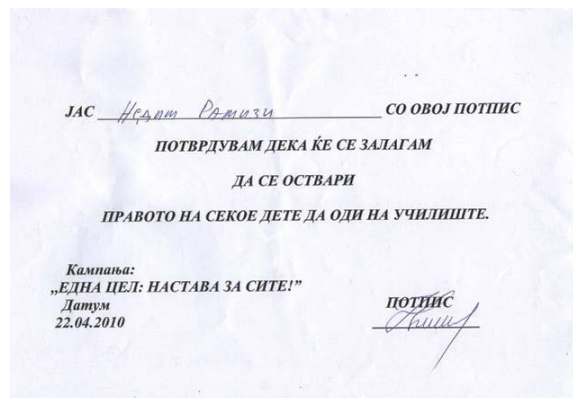 ЈАС Неџип Рамизи СО ОВОЈ ПОТПИС
ПОТВРДУВАМ ДЕКА ЌЕ СЕ ЗАЛАГАМ
ДА СЕ ОСТВАРИ
ПРАВОТО НА СЕКОЕ ДЕТЕ ДА ОДИ НА УЧИЛИШТЕ.
Кампања:
„ЕДНА ЦЕЛ: НАСТАВА ЗА СИТЕ!”
Датум
22.04.2010
ПОТПИС